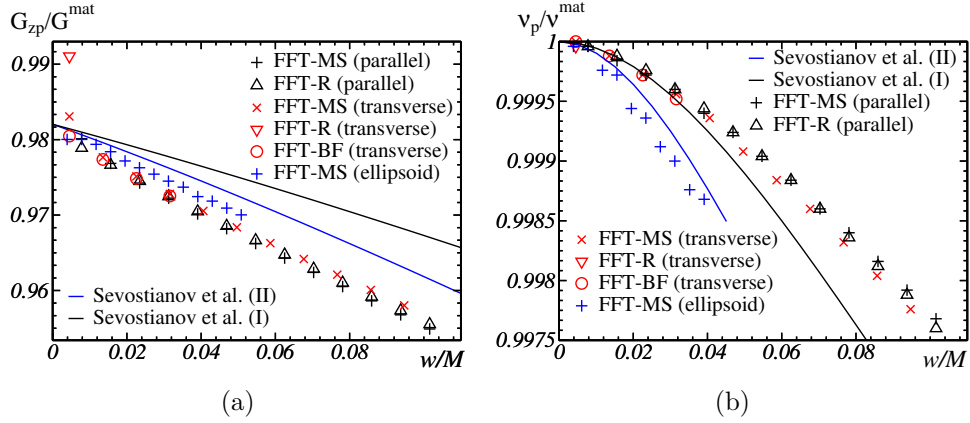 G_zp/G^mat
0.99
0.98
0.97
0.96
0
0.02
0.04
0.06
0.08
w/M
FFT-MS (parallel)
FFT-R (parallel)
FFT-MS (transverse)
FFT-R (transverse)
FFT-BF (transverse)
FFT-MS (ellipsoid)
Sevostianov et al. (II)
Sevostianov et al. (I)
(a)
ν_p/ν^mat
1
0.9995
0.999
0.9985
0.998
0.9975
0
0.02
0.04
0.06
0.08
w/M
Sevostianov et al. (II)
Sevostianov et al. (I)
FFT-MS (parallel)
FFT-R (parallel)
FFT-MS (transverse)
FFT-R (transverse)
FFT-BF (transverse)
FFT-MS (ellipsoid)
(b)